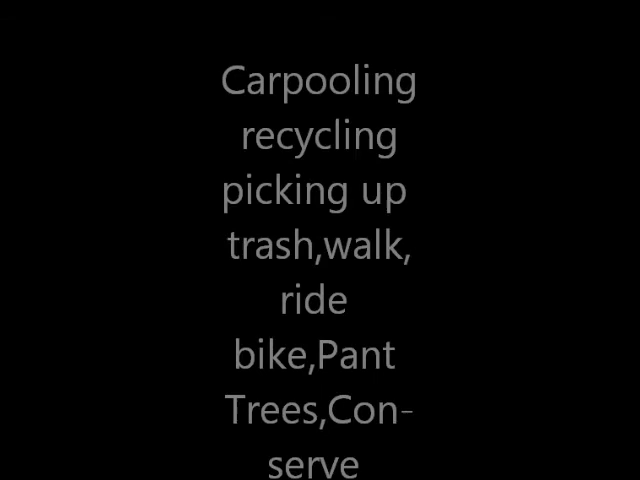 Carpooling
recycling
picking up
trash,walk,
ride
bike,Pant
Trees,Con-
serve